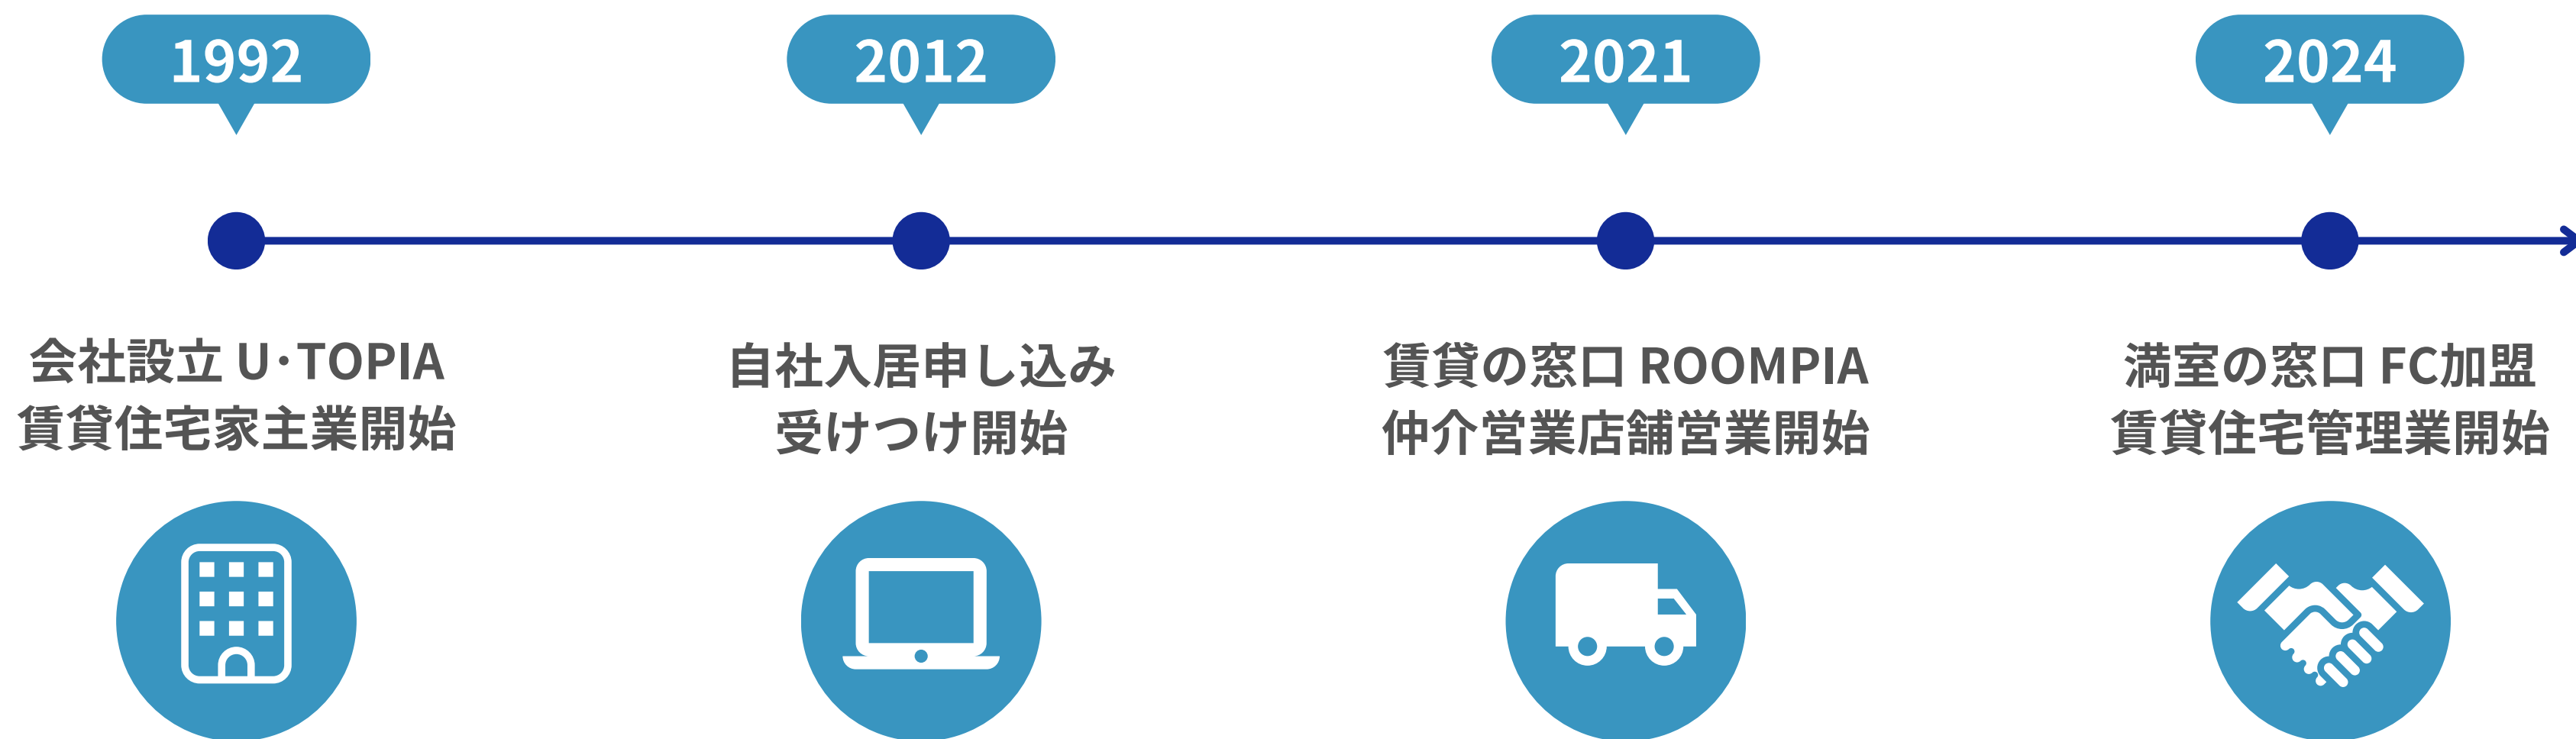 1992
会社設立 U･TOPIA
賃貸住宅家主業開始
2012
自社入居申し込み
受けつけ開始
2021
賃貸の窓口 ROOMPIA
仲介営業店舗営業開始
2024
満室の窓口 FC加盟
賃貸住宅管理業開始